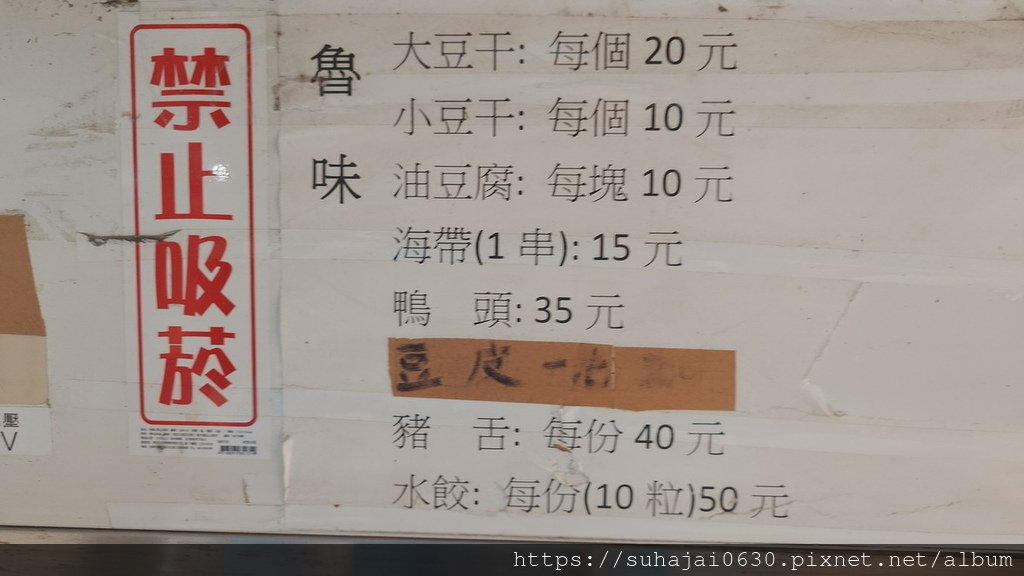 禁止吸菸
魯味
大豆干: 每個 20 元
小豆干: 每個 10 元
油豆腐: 每塊 10 元
海帶(1 串): 15 元
鴨 頭: 35 元
豆皮一
豬 舌: 每份 40 元
水餃: 每份(10 粒)50 元
壓
V
https://suhajai0630.pixnet.net/album